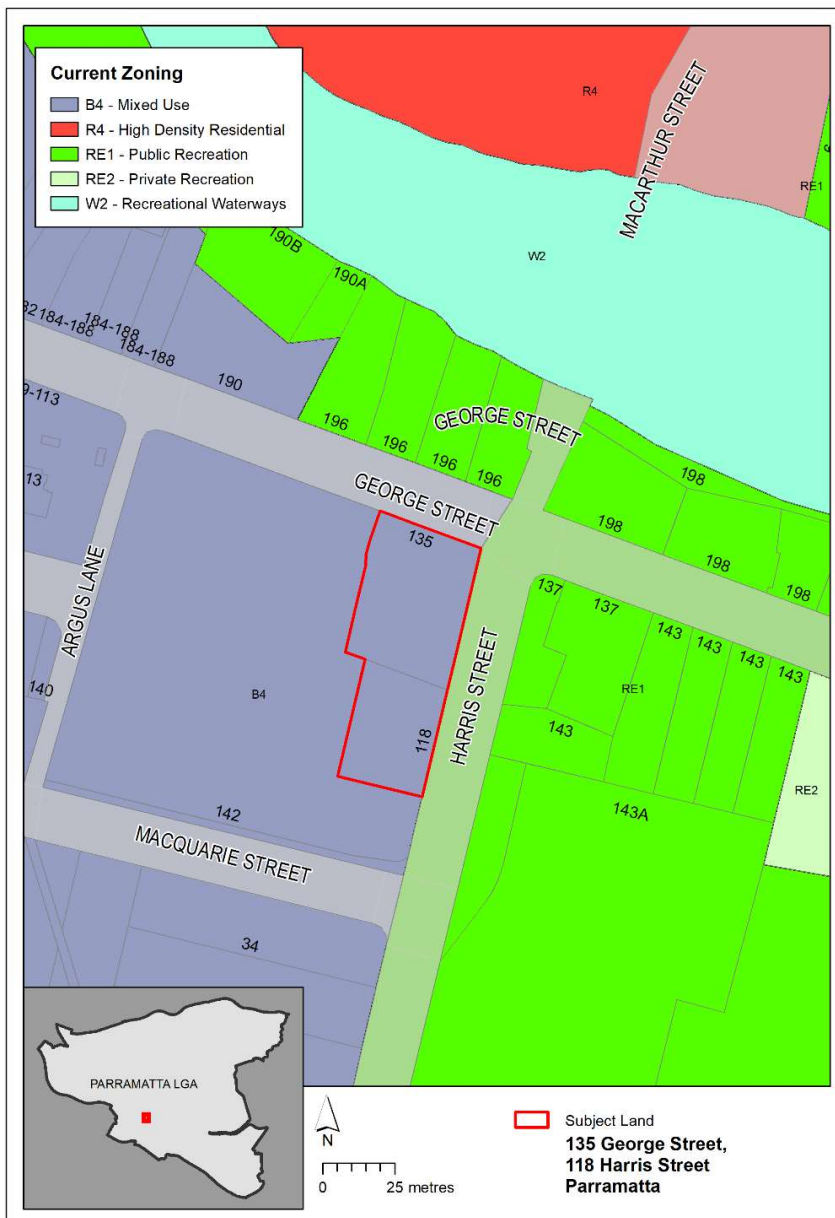 Current Zoning
B4 - Mixed Use
R4 - High Density Residential
RE1 - Public Recreation
RE2 - Private Recreation
W2 - Recreational Waterways
R4
MACARTHUR STREET
RE1
W2
190B
190A
184-188
184-188
184-188
190
196
196
196
196
GEORGE STREET
GEORGE STREET
198
198
198
198
13
135
137
137
143
143
143
143
ARGUS LANE
HARRIS STREET
RE1
140
B4
118
143
RE2
142
143A
MACQUARIE STREET
34
PARRAMATTA LGA
N
0 25 metres
Subject Land
135 George Street,
118 Harris Street
Parramatta